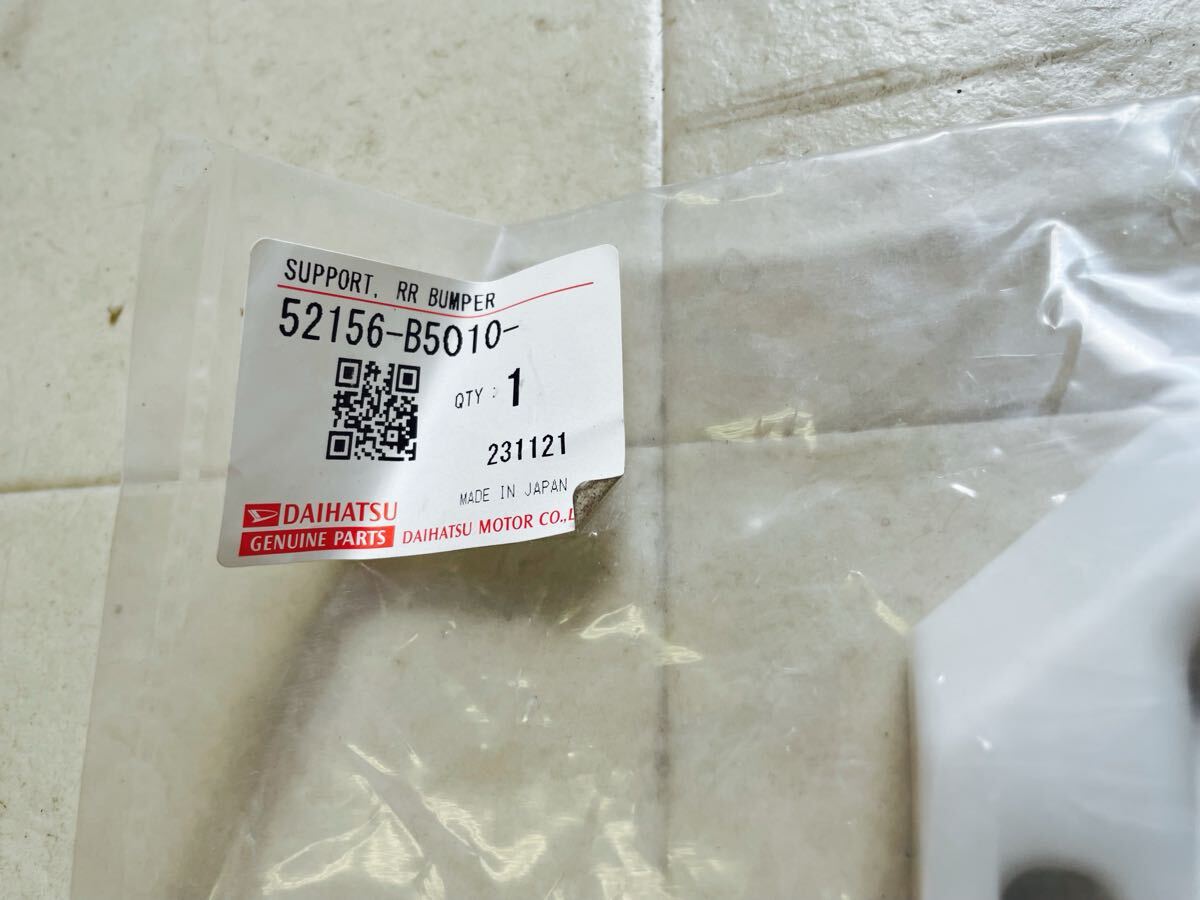 SUPPORT, RR BUMPER
52156-B5010-
QTY : 1
231121
MADE IN JAPAN
DAIHATSU
GENUINE PARTS
DAIHATSU MOTOR CO.,L